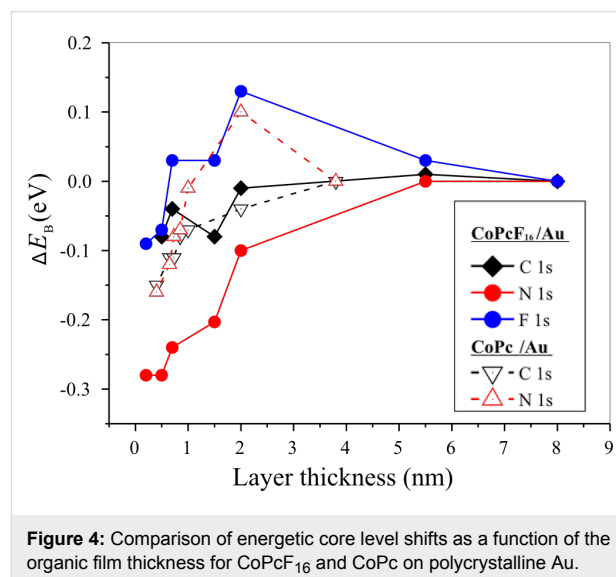 0.2
0.1
0.0
-0.1
-0.2
-0.3
ΔE_B (eV)
CoPcF₁₆/Au
C 1s
N 1s
F 1s
CoPc /Au
C 1s
N 1s
0 1 2 3 4 5 6 7 8 9
Layer thickness (nm)
Figure 4: Comparison of energetic core level shifts as a function of the
organic film thickness for CoPcF₁₆ and CoPc on polycrystalline Au.